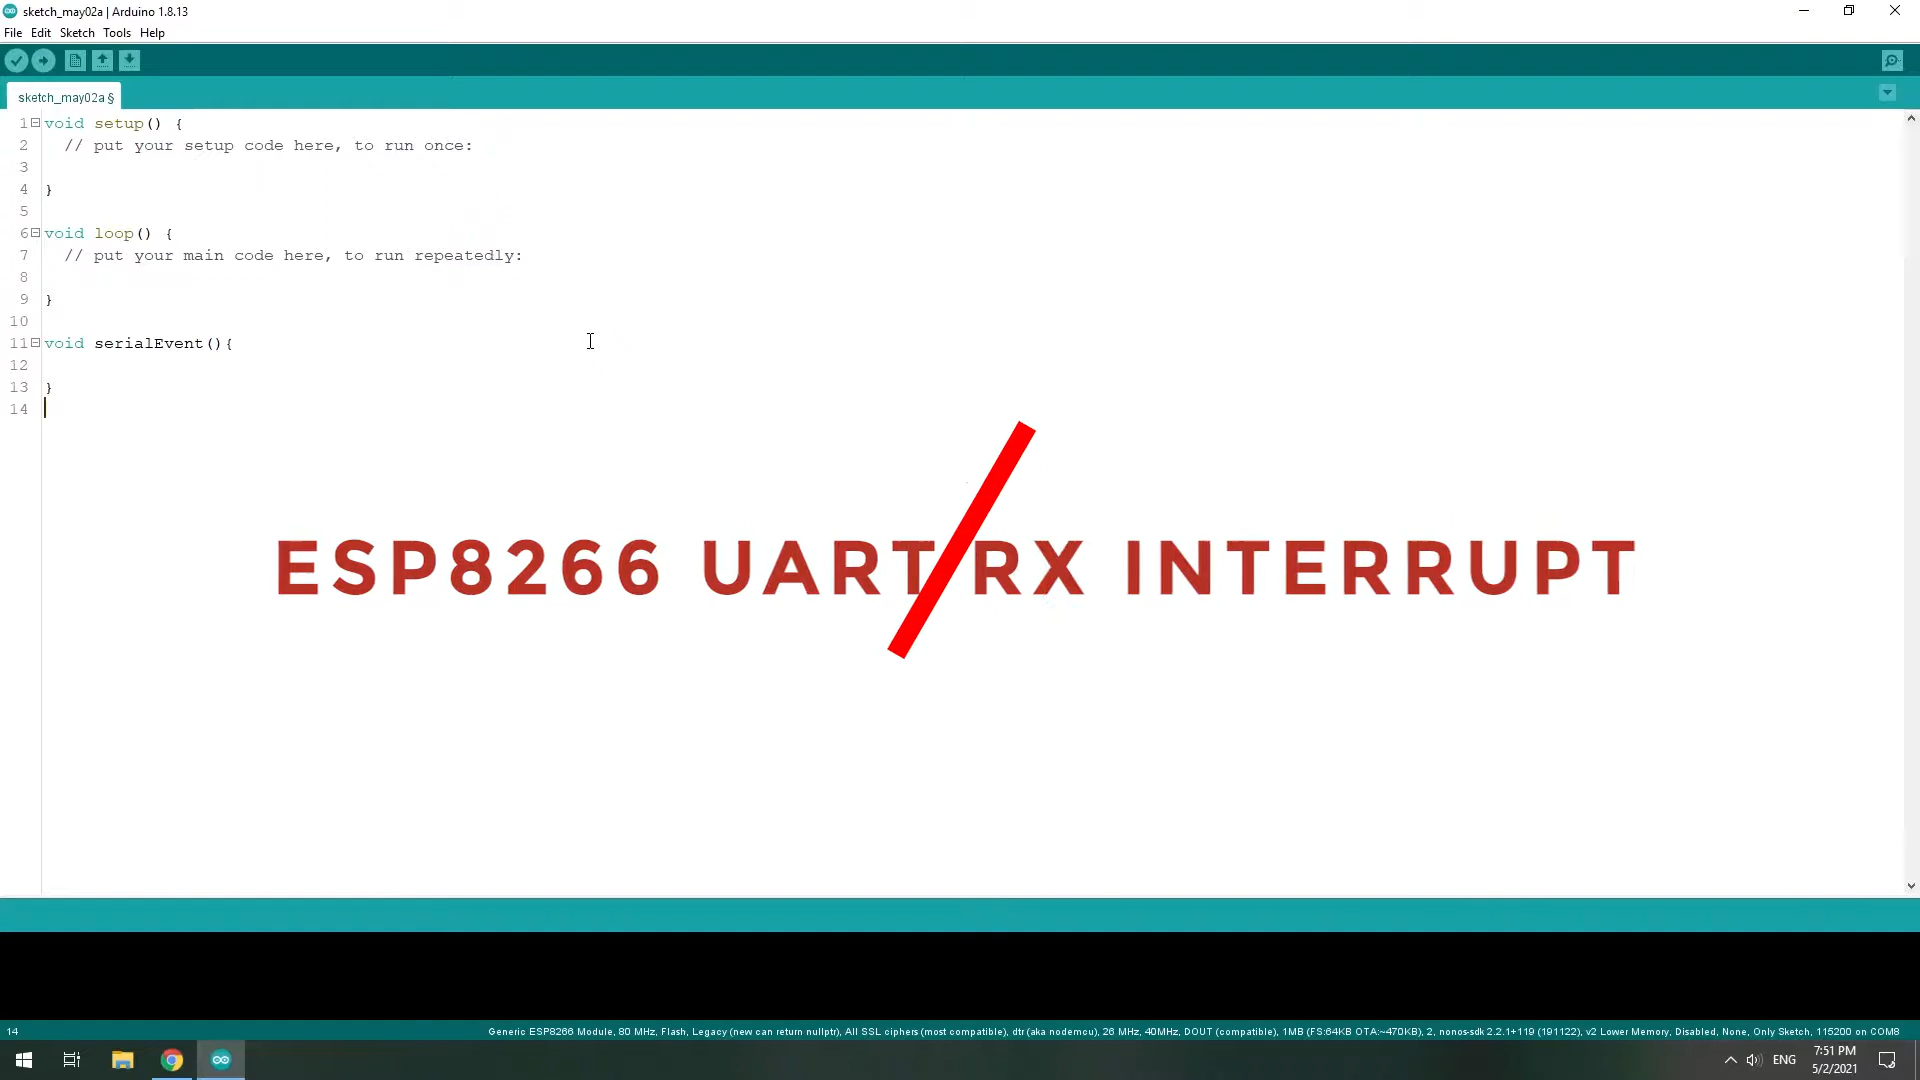 sketch_may02a | Arduino 1.8.13
File Edit Sketch Tools Help
sketch_may02a §
1 void setup() {
2 // put your setup code here, to run once:
3
4 }
5
6 void loop() {
7 // put your main code here, to run repeatedly:
8
9 }
10
11 void serialEvent(){
12
13 }
14
ESP8266 UART RX INTERRUPT
14 Generic ESP8266 Module, 80 MHz, Flash, Legacy (new can return nullptr), All SSL ciphers (most compatible), dtr (aka nodemcu), 26 MHz, 40MHz, DOUT (compatible), 1MB (FS:64KB OTA:~470KB), 2, nonos-sdk 2.2.1+119 (191122), v2 Lower Memory, Disabled, None, Only Sketch, 115200 on COM8
ENG
7:51 PM
5/2/2021